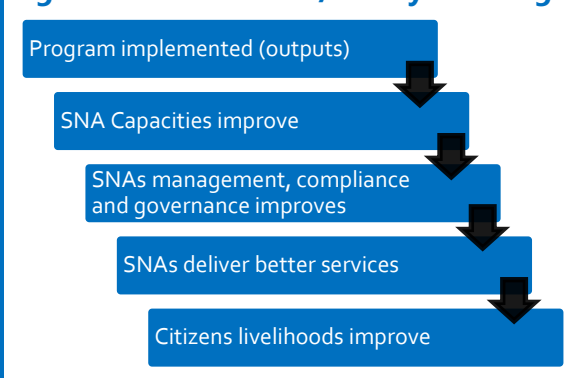 Program implemented (outputs)
SNA Capacities improve
SNAs management, compliance
and governance improves
SNAs deliver better services
Citizens livelihoods improve